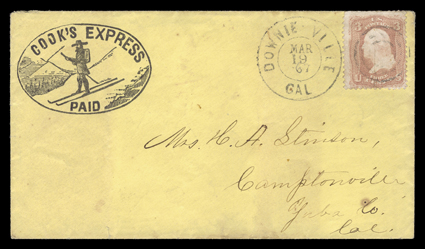 COOK'S EXPRESS
PAID
DOWNIEVILLE
MAR
19
67
CAL
Mrs. H. A. Stinson,
Camptonville
Yuba Co.
Cal.